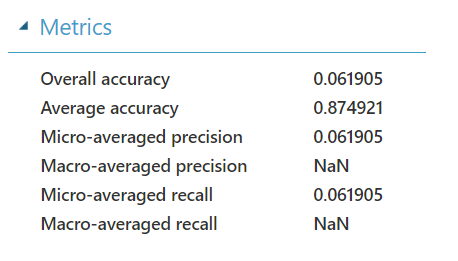 Metrics
Overall accuracy 0.061905
Average accuracy 0.874921
Micro-averaged precision 0.061905
Macro-averaged precision NaN
Micro-averaged recall 0.061905
Macro-averaged recall NaN